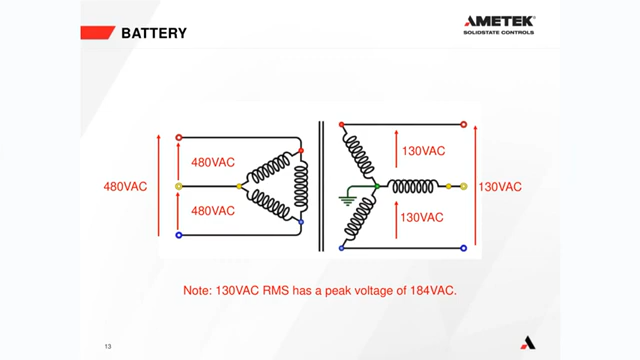 BATTERY
AMETEK®
SOLIDSTATE CONTROLS
480VAC
480VAC
480VAC
130VAC
130VAC
130VAC
Note: 130VAC RMS has a peak voltage of 184VAC.
13